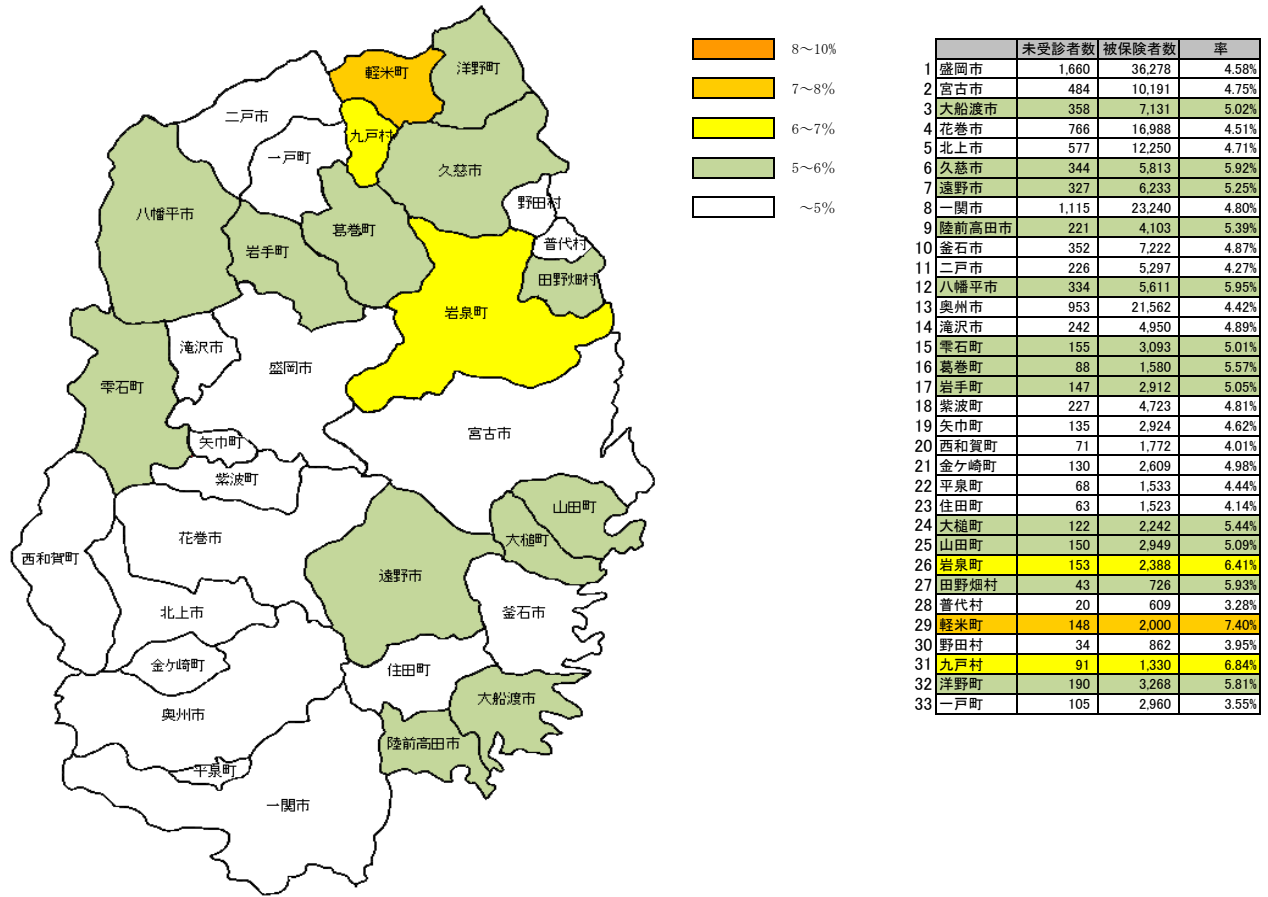 洋野町
軽米町
二戸市
九戸村
一戸町
久慈市
野田村
八幡平市
葛巻町
普代村
岩手町
田野畑村
岩泉町
滝沢市
盛岡市
雫石町
宮古市
矢巾町
紫波町
山田町
花巻市
大槌町
西和賀町
遠野市
北上市
釜石市
金ケ崎町
住田町
大船渡市
奥州市
陸前高田市
平泉町
一関市
8～10%
7～8%
6～7%
5～6%
～5%
未受診者数 被保険者数 率
1 盛岡市 1,660 36,278 4.58%
2 宮古市 484 10,191 4.75%
3 大船渡市 358 7,131 5.02%
4 花巻市 766 16,988 4.51%
5 北上市 577 12,250 4.71%
6 久慈市 344 5,813 5.92%
7 遠野市 327 6,233 5.25%
8 一関市 1,115 23,240 4.80%
9 陸前高田市 221 4,103 5.39%
10 釜石市 352 7,222 4.87%
11 二戸市 226 5,297 4.27%
12 八幡平市 334 5,611 5.95%
13 奥州市 953 21,562 4.42%
14 滝沢市 242 4,950 4.89%
15 雫石町 155 3,093 5.01%
16 葛巻町 88 1,580 5.57%
17 岩手町 147 2,912 5.05%
18 紫波町 227 4,723 4.81%
19 矢巾町 135 2,924 4.62%
20 西和賀町 71 1,772 4.01%
21 金ケ崎町 130 2,609 4.98%
22 平泉町 68 1,533 4.44%
23 住田町 63 1,523 4.14%
24 大槌町 122 2,242 5.44%
25 山田町 150 2,949 5.09%
26 岩泉町 153 2,388 6.41%
27 田野畑村 43 726 5.93%
28 普代村 20 609 3.28%
29 軽米町 148 2,000 7.40%
30 野田村 34 862 3.95%
31 九戸村 91 1,330 6.84%
32 洋野町 190 3,268 5.81%
33 一戸町 105 2,960 3.55%